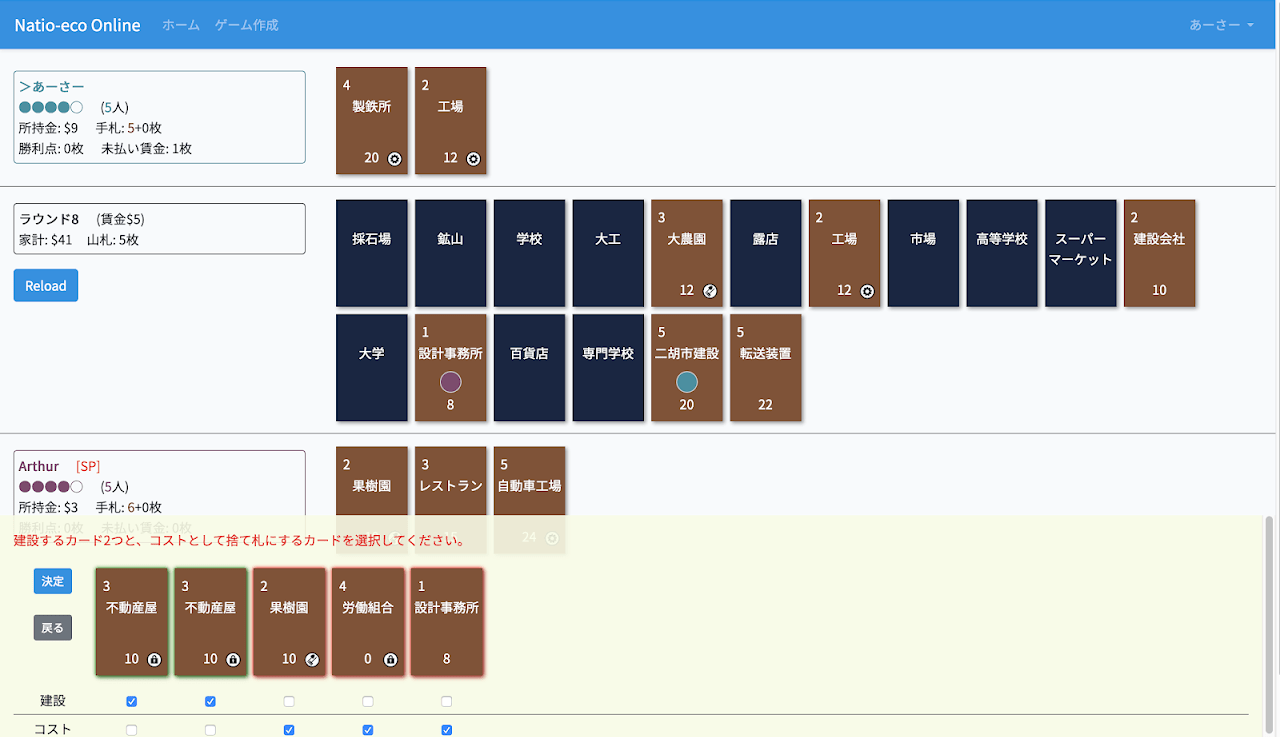 Natio-eco Online ホーム ゲーム作成 あーさー
>あーさー
(5人)
所持金: $9 手札: 5+0枚
勝利点: 0枚 未払い賃金: 1枚
4 製鉄所 20
2 工場 12
ラウンド8 (賃金$5)
家計: $41 山札: 5枚
Reload
採石場
鉱山
学校
大工
3 大農園 12
露店
2 工場 12
市場
高等学校
スーパーマーケット
2 建設会社 10
大学
1 設計事務所 8
百貨店
専門学校
5 二胡市建設 20
5 転送装置 22
Arthur [SP]
(5人)
所持金: $3 手札: 6+0枚
勝利点: 0枚 未払い賃金: 0枚
2 果樹園
3 レストラン
5 自動車工場 24
建設するカード2つと、コストとして捨て札にするカードを選択してください。
決定
戻る
3 不動産屋 10
3 不動産屋 10
2 果樹園 10
4 労働組合 0
1 設計事務所 8
建設
コスト